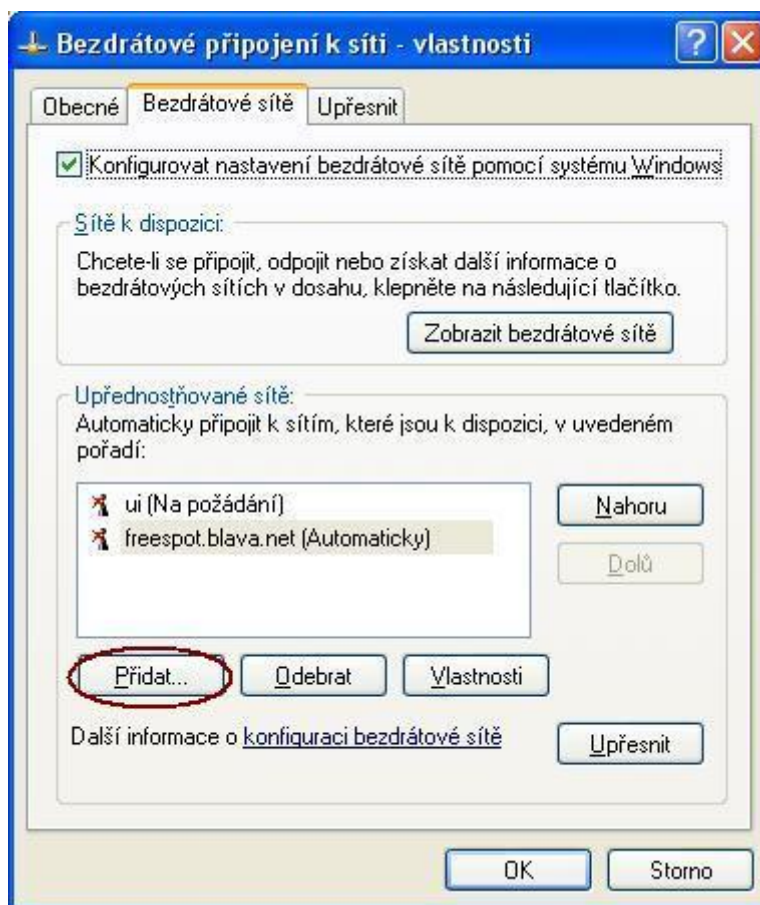 Bezdrátové připojení k síti - vlastnosti
Obecné Bezdrátové sítě Upřesnit
Konfigurovat nastavení bezdrátové sítě pomocí systému Windows
Sítě k dispozici:
Chcete-li se připojit, odpojit nebo získat další informace o
bezdrátových sítích v dosahu, klepněte na následující tlačítko.
Zobrazit bezdrátové sítě
Upřednostňované sítě:
Automaticky připojit k sítím, které jsou k dispozici, v uvedeném
pořadí:
ui (Na požádání)
freespot.blava.net (Automaticky)
Nahoru
Dolů
Přidat... Odebrat Vlastnosti
Další informace o konfiguraci bezdrátové sítě
Upřesnit
OK Storno